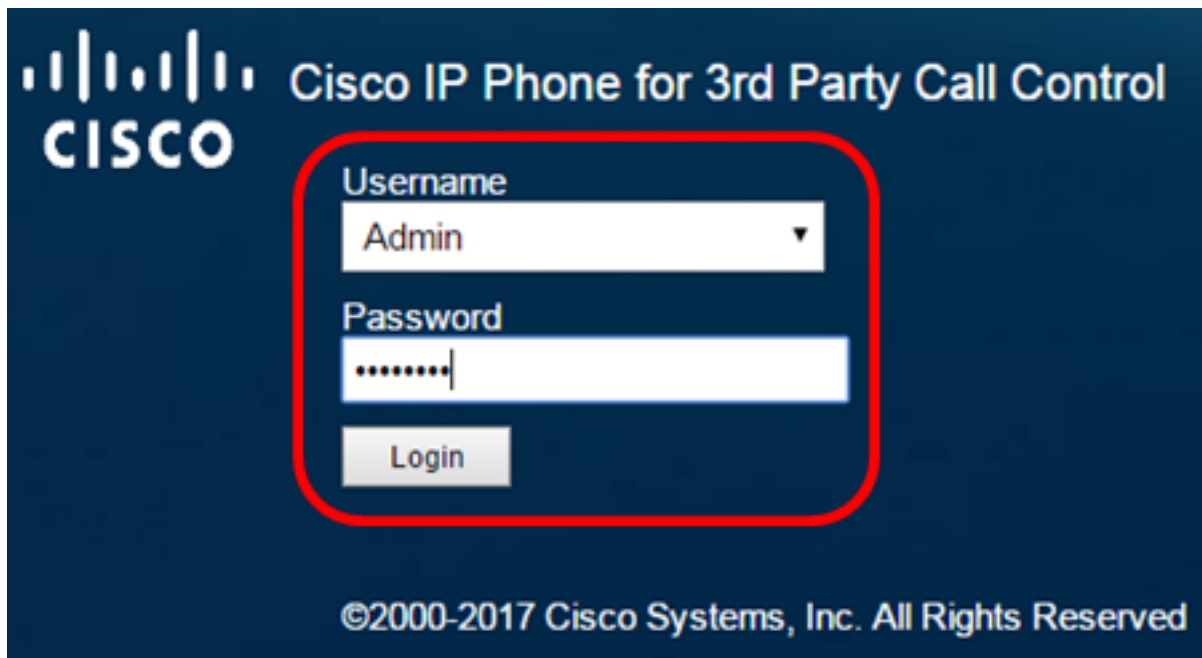 Cisco IP Phone for 3rd Party Call Control
CISCO
Username
Admin
Password
••••••••
Login
©2000-2017 Cisco Systems, Inc. All Rights Reserved